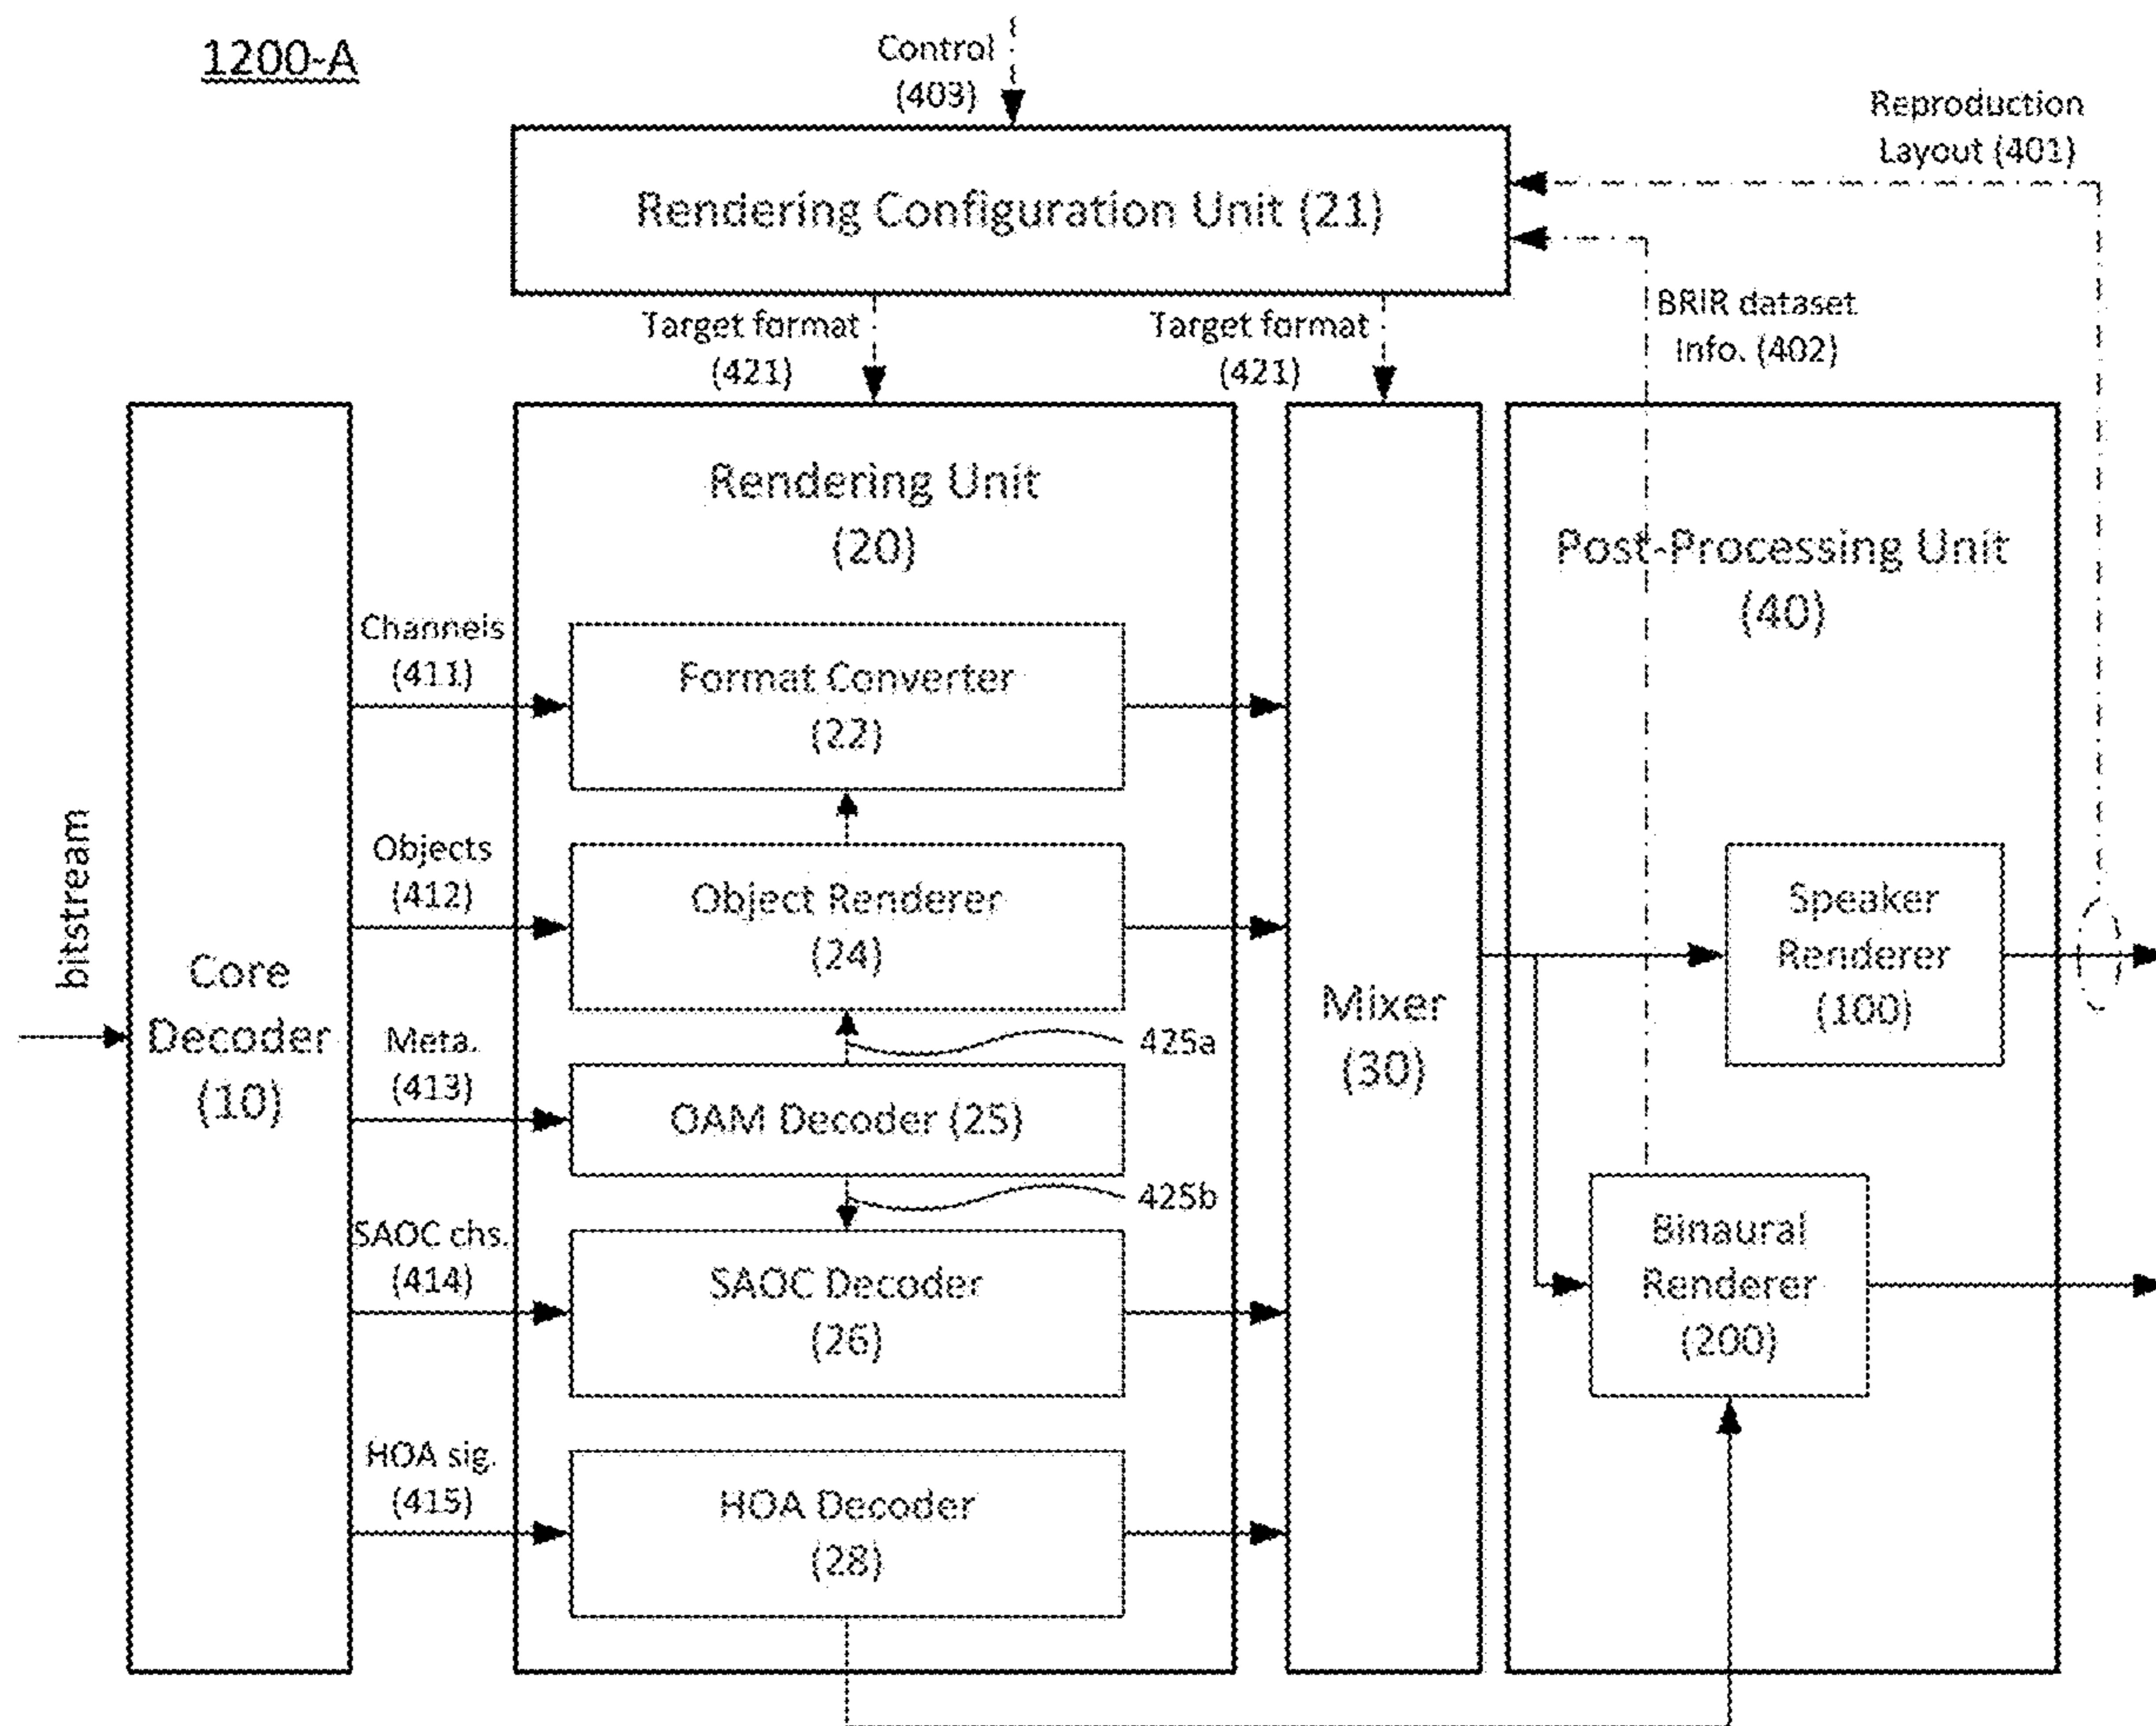 1200-A
Control
(403)
Reproduction
Layout (401)
Rendering Configuration Unit (21)
Target format
(421)
Target format
(421)
BRIR dataset
Info. (402)
bitstream
Core
Decoder
(10)
Channels
(411)
Objects
(412)
Meta.
(413)
SAOC chs.
(414)
HOA sig.
(415)
Rendering Unit
(20)
Format Converter
(22)
Object Renderer
(24)
425a
OAM Decoder (25)
425b
SAOC Decoder
(26)
HOA Decoder
(28)
Mixer
(30)
Post-Processing Unit
(40)
Speaker
Renderer
(100)
Binaural
Renderer
(200)